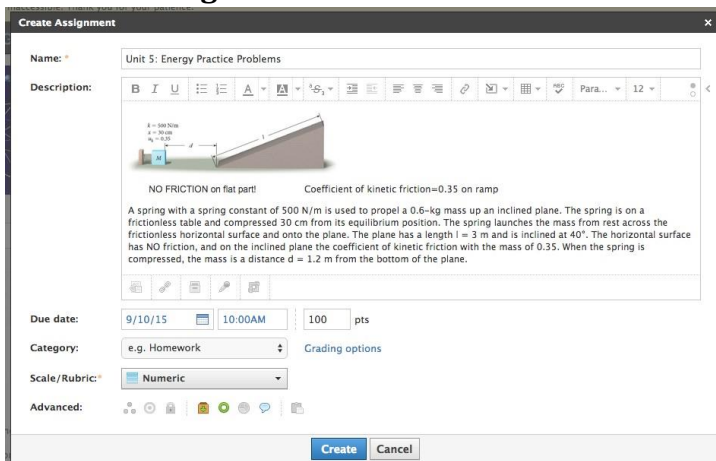 Create Assignment
Name: *
Unit 5: Energy Practice Problems
Description:
B I U
Para...
12
k = 500 N/m
x = 30 cm
= 0.35
d
l
M
NO FRICTION on flat part!
Coefficient of kinetic friction=0.35 on ramp
A spring with a spring constant of 500 N/m is used to propel a 0.6-kg mass up an inclined plane. The spring is on a
frictionless table and compressed 30 cm from its equilibrium position. The spring launches the mass from rest across the
frictionless horizontal surface and onto the plane. The plane has a length l = 3 m and is inclined at 40°. The horizontal surface
has NO friction, and on the inclined plane the coefficient of kinetic friction with the mass of 0.35. When the spring is
compressed, the mass is a distance d = 1.2 m from the bottom of the plane.
Due date:
9/10/15
10:00AM
100
pts
Category:
e.g. Homework
Grading options
Scale/Rubric:*
Numeric
Advanced:
Create
Cancel